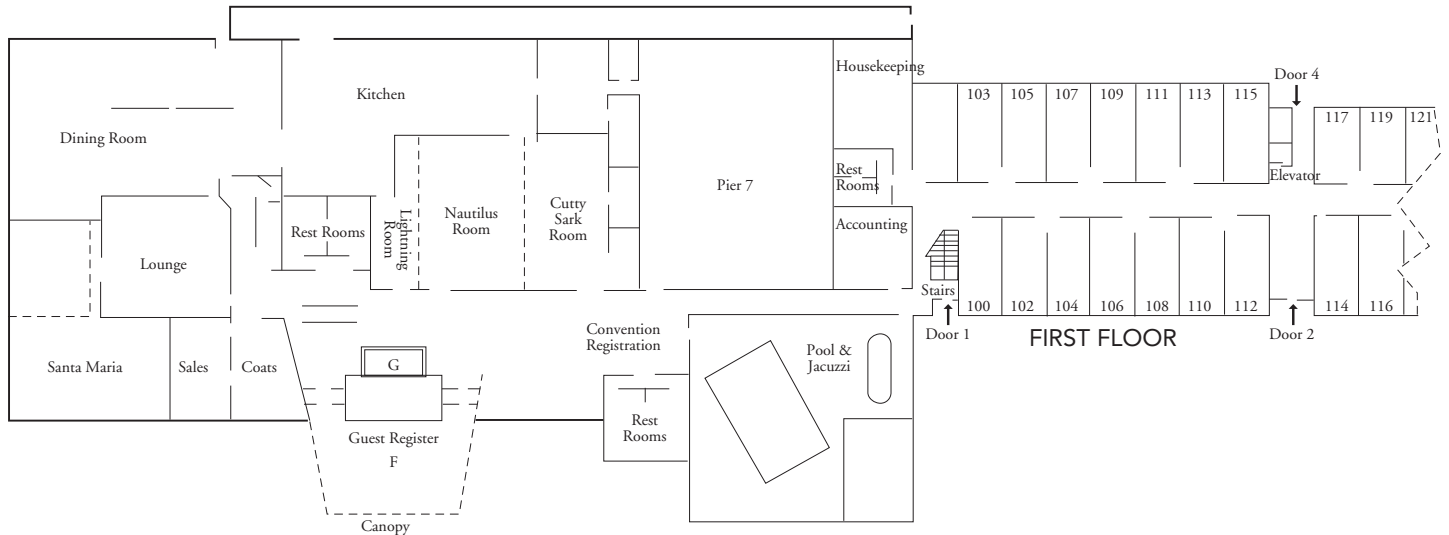 Housekeeping
Door 4
103
105
107
109
111
113
115
117
119
121
Kitchen
Dining Room
Elevator
Rest
Rooms
Pier 7
Lightning
Room
Nautilus
Room
Cutty
Sark
Room
Accounting
Rest Rooms
Lounge
Stairs
100
102
104
106
108
110
112
114
116
Door 1
FIRST FLOOR
Door 2
Convention
Registration
Pool &
Jacuzzi
Santa Maria
Sales
Coats
G
Rest
Rooms
Guest Register
F
Canopy